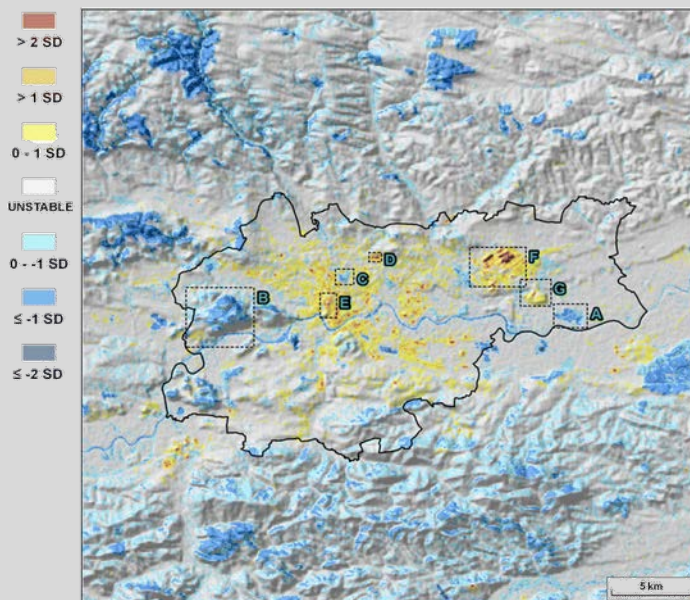 > 2 SD
> 1 SD
0 - 1 SD
UNSTABLE
0 - -1 SD
≤ -1 SD
≤ -2 SD
D
F
C
G
B
E
A
5 km